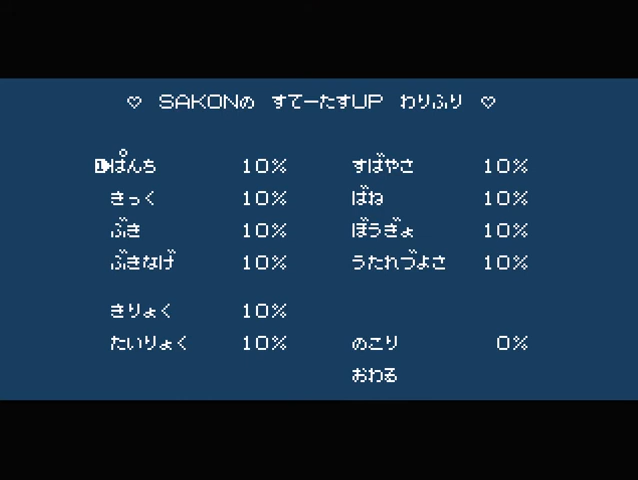 ♡ SAKONの すてーたすUP わりふり ♡
1 ぱんち 10% すばやさ 10%
きっく 10% ばね 10%
ぶき 10% ぼうぎょ 10%
ぶきなげ 10% うたれづよさ 10%
きりょく 10%
たいりょく 10% のこり 0%
おわる